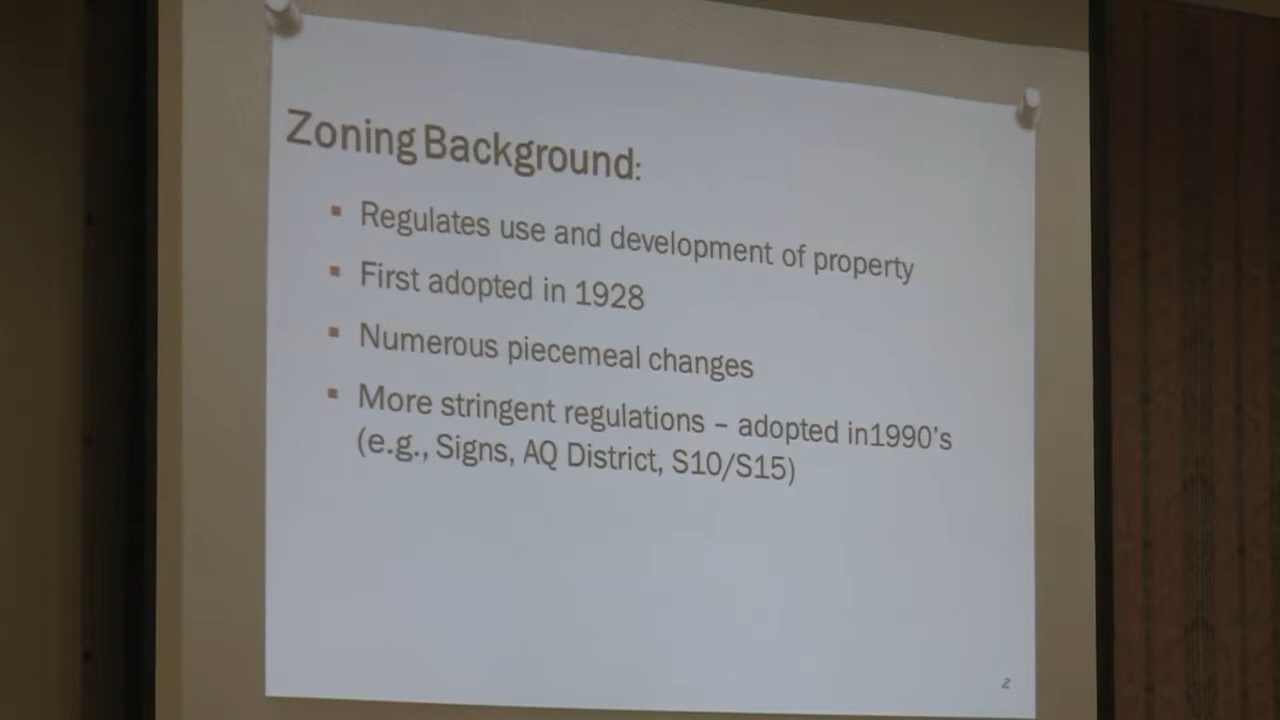 Zoning Background:
▪ Regulates use and development of property
▪ First adopted in 1928
▪ Numerous piecemeal changes
▪ More stringent regulations – adopted in1990's
(e.g., Signs, AQ District, S10/S15)
2